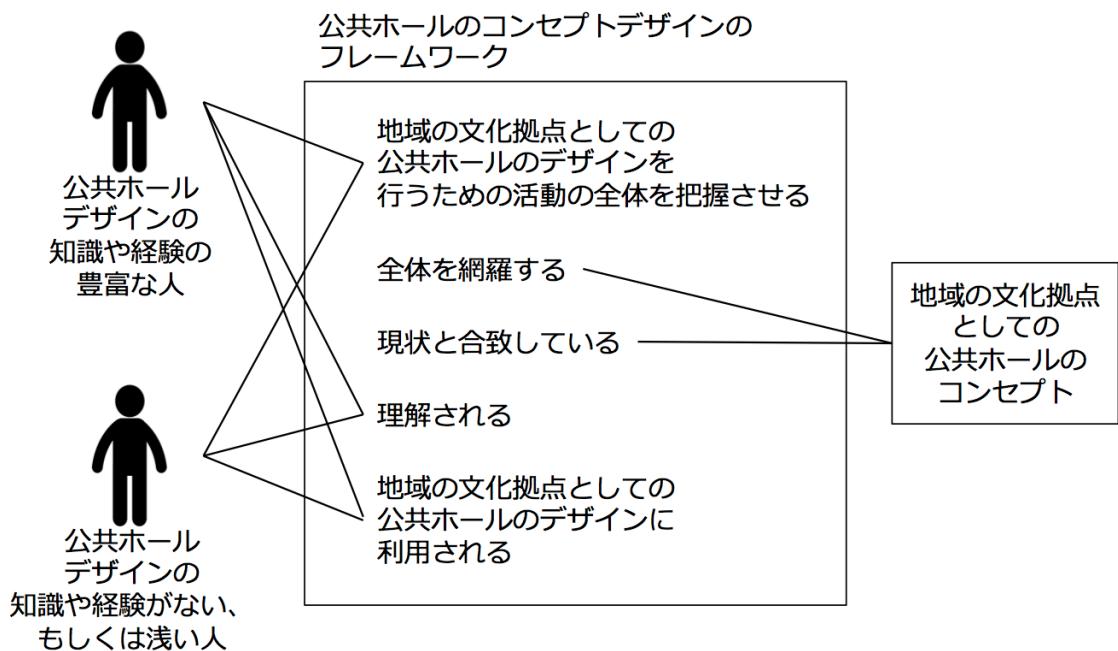 公共ホールのコンセプトデザインの
フレームワーク
公共ホール
デザインの
知識や経験の
豊富な人
地域の文化拠点としての
公共ホールのデザインを
行うための活動の全体を把握させる
全体を網羅する
現状と合致している
理解される
地域の文化拠点としての
公共ホールのデザインに
利用される
公共ホール
デザインの
知識や経験がない、
もしくは浅い人
地域の文化拠点
としての
公共ホールの
コンセプト